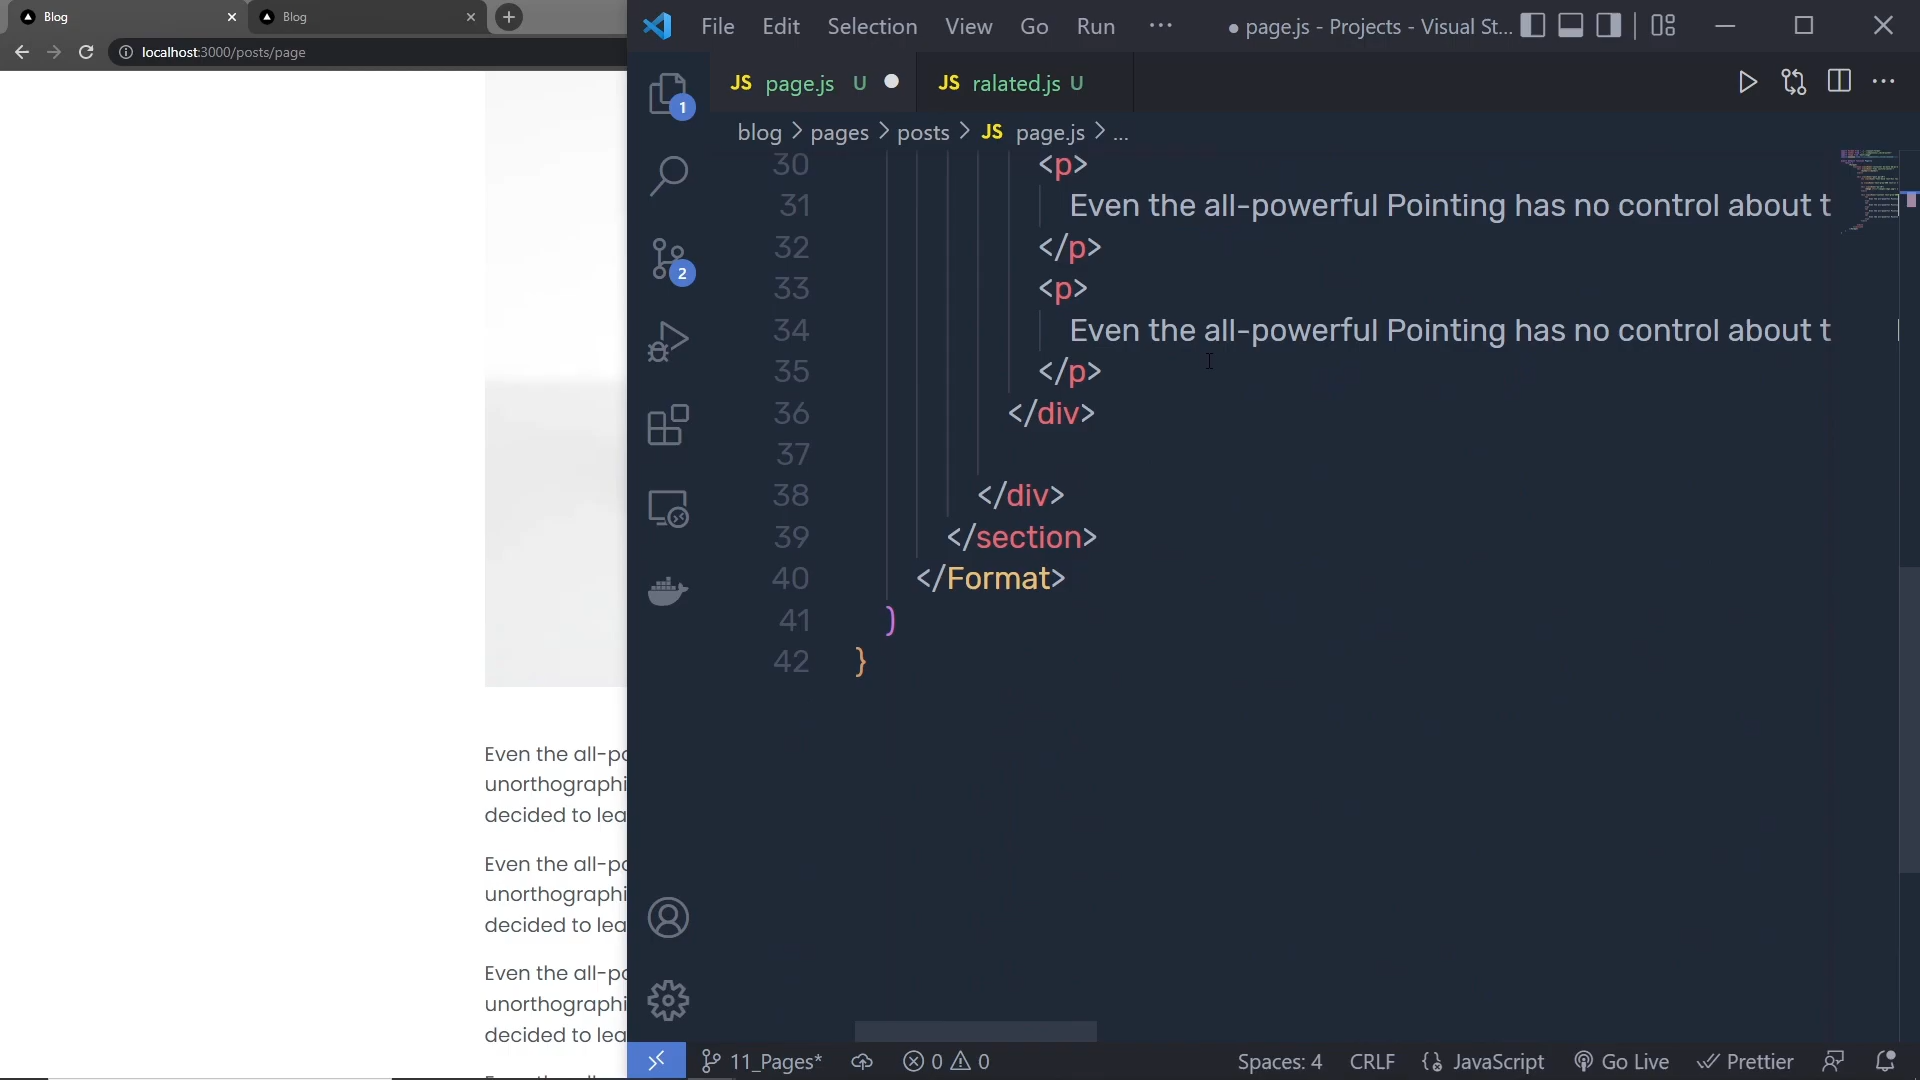 Blog
Blog
localhost:3000/posts/page
File Edit Selection View Go Run ··· ● page.js - Projects - Visual St...
JS page.js U ●
JS ralated.js U
blog > pages > posts > JS page.js > ...
30 <p>
31 Even the all-powerful Pointing has no control about t
32 </p>
33 <p>
34 Even the all-powerful Pointing has no control about t
35 </p>
36 </div>
37
38 </div>
39 </section>
40 </Format>
41 )
42 }
1
2
Even the all-po
unorthographi
decided to lea
Even the all-po
unorthographi
decided to lea
Even the all-po
unorthographi
decided to lea
11_Pages* 0 0 Spaces: 4 CRLF {} JavaScript Go Live Prettier